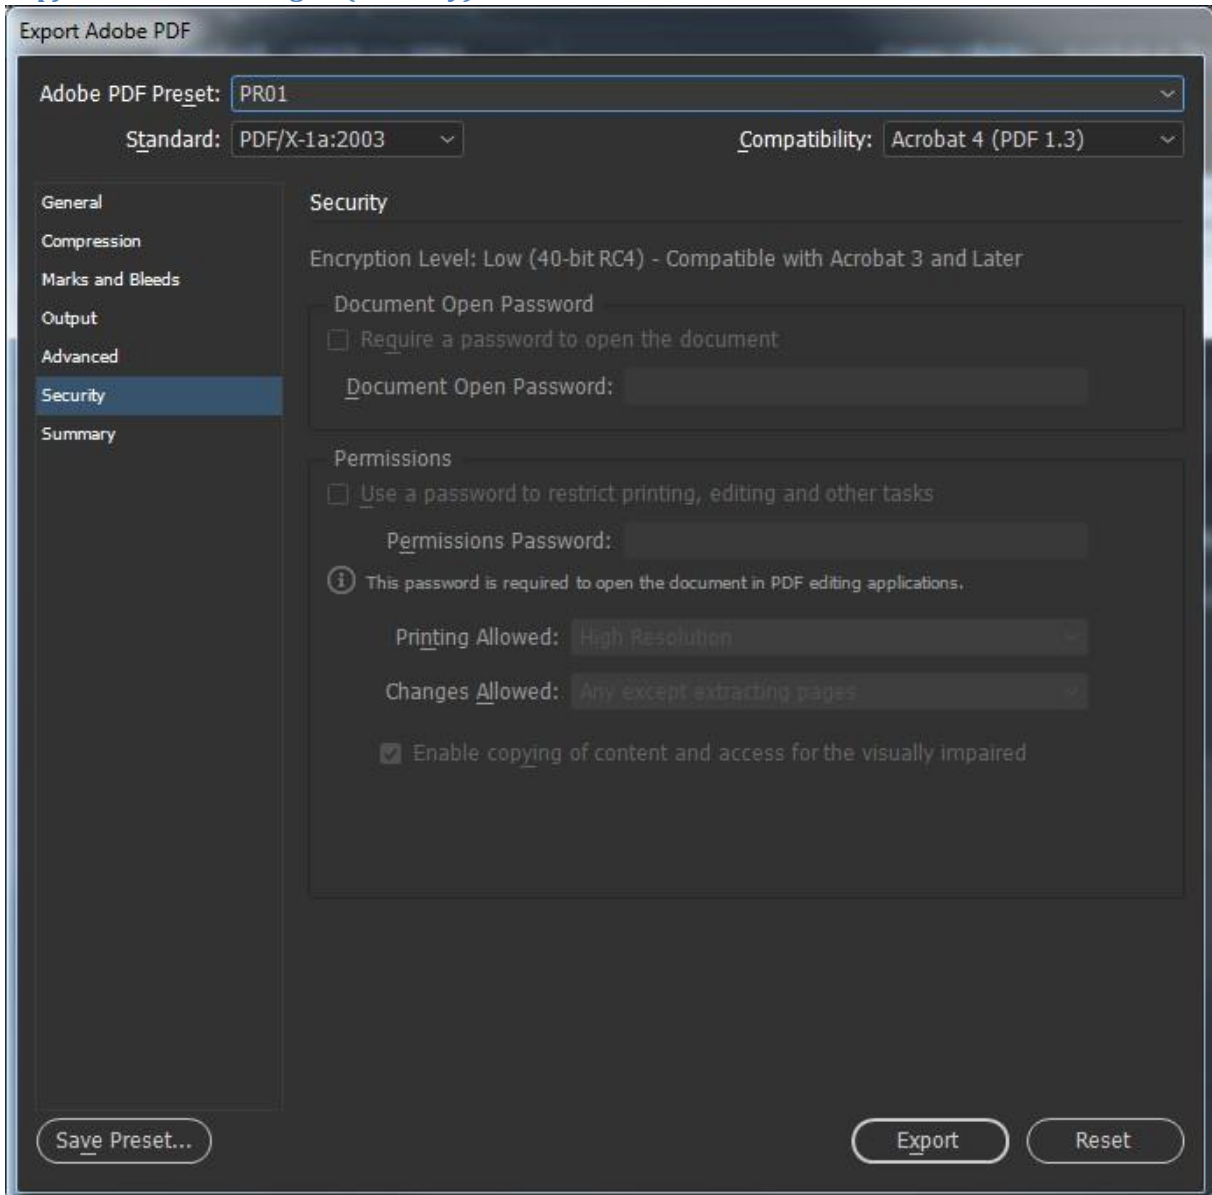 Export Adobe PDF
Adobe PDF Preset: PR01
Standard: PDF/X-1a:2003 Compatibility: Acrobat 4 (PDF 1.3)
General
Compression
Marks and Bleeds
Output
Advanced
Security
Summary
Security
Encryption Level: Low (40-bit RC4) - Compatible with Acrobat 3 and Later
Document Open Password
Require a password to open the document
Document Open Password:
Permissions
Use a password to restrict printing, editing and other tasks
Permissions Password:
This password is required to open the document in PDF editing applications.
Printing Allowed: High Resolution
Changes Allowed: Any except extracting pages
Enable copying of content and access for the visually impaired
Save Preset... Export Reset